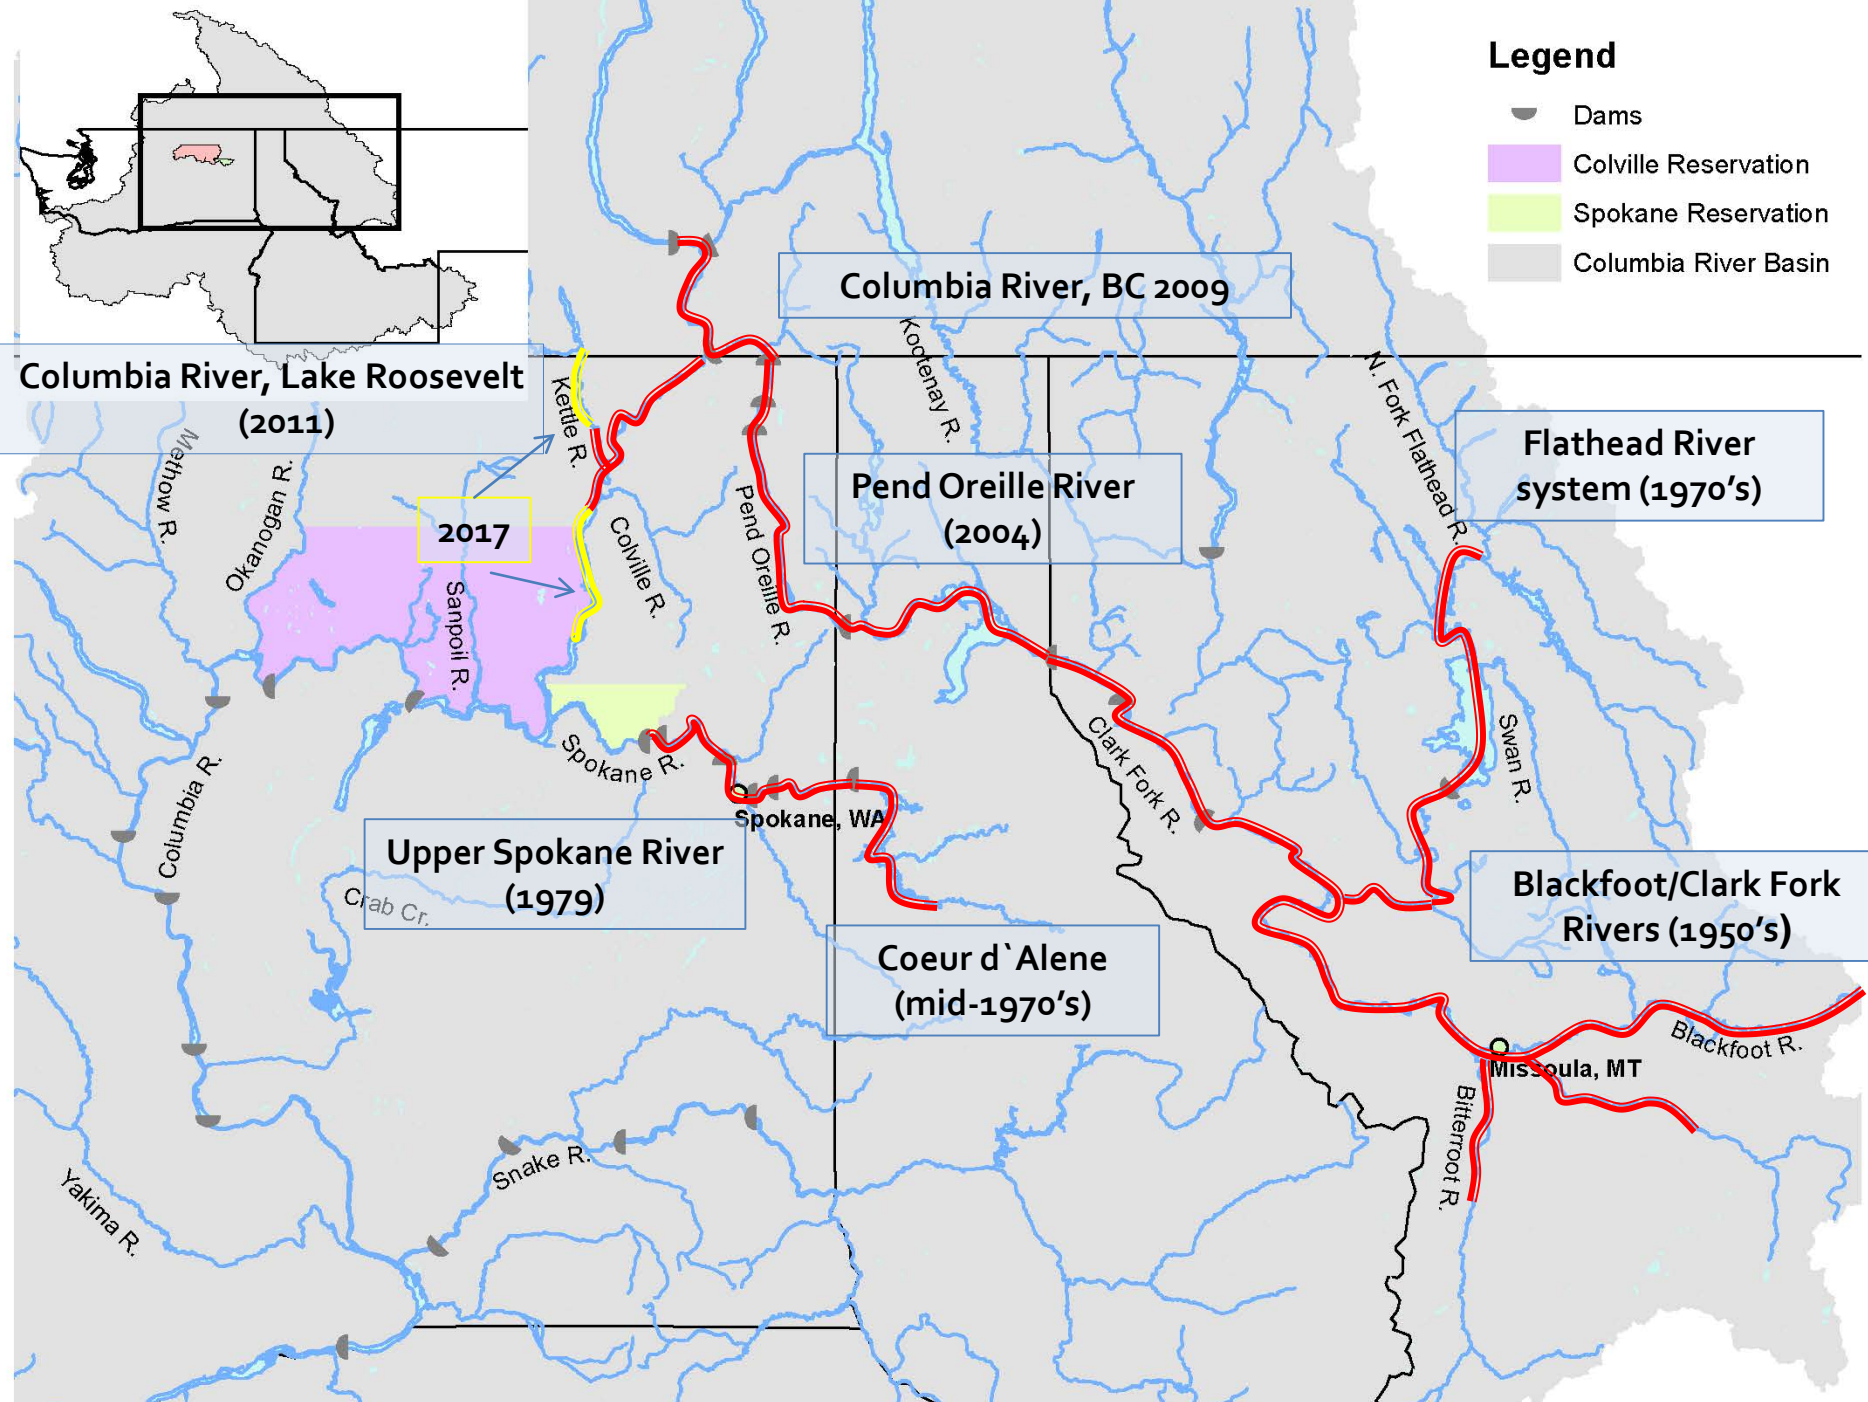 Legend
Dams
Colville Reservation
Spokane Reservation
Columbia River Basin
Columbia River, BC 2009
Columbia River, Lake Roosevelt
(2011)
Kettle R.
Kootenay R.
N. Fork Flathead R.
Flathead River
system (1970's)
Methow R.
Okanogan R.
2017
Sanpoil R.
Colville R.
Pend Oreille R.
Pend Oreille River
(2004)
Spokane R.
Spokane, WA
Clark Fork R.
Swan R.
Columbia R.
Upper Spokane River
(1979)
Crab Cr.
Blackfoot/Clark Fork
Rivers (1950's)
Coeur d`Alene
(mid-1970's)
Missoula, MT
Blackfoot R.
Bitterroot R.
Snake R.
Yakima R.